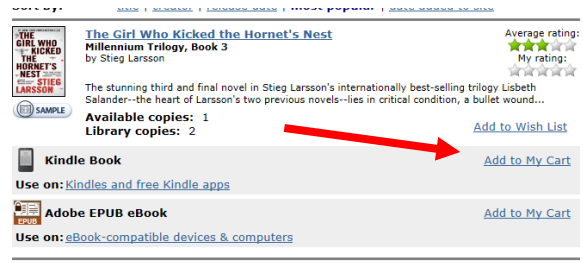 Sort by: title | creator | release date | most popular | date added to site
THE
GIRL WHO
KICKED
THE
HORNET'S
NEST
STIEG
LARSSON
SAMPLE
The Girl Who Kicked the Hornet's Nest
Millennium Trilogy, Book 3
by Stieg Larsson
Average rating:
My rating:
The stunning third and final novel in Stieg Larsson's internationally best-selling trilogy Lisbeth
Salander--the heart of Larsson's two previous novels--lies in critical condition, a bullet wound...
Available copies: 1
Library copies: 2
Add to Wish List
Kindle Book
Add to My Cart
Use on: Kindles and free Kindle apps
EPUB
Adobe EPUB eBook
Add to My Cart
Use on: eBook-compatible devices & computers